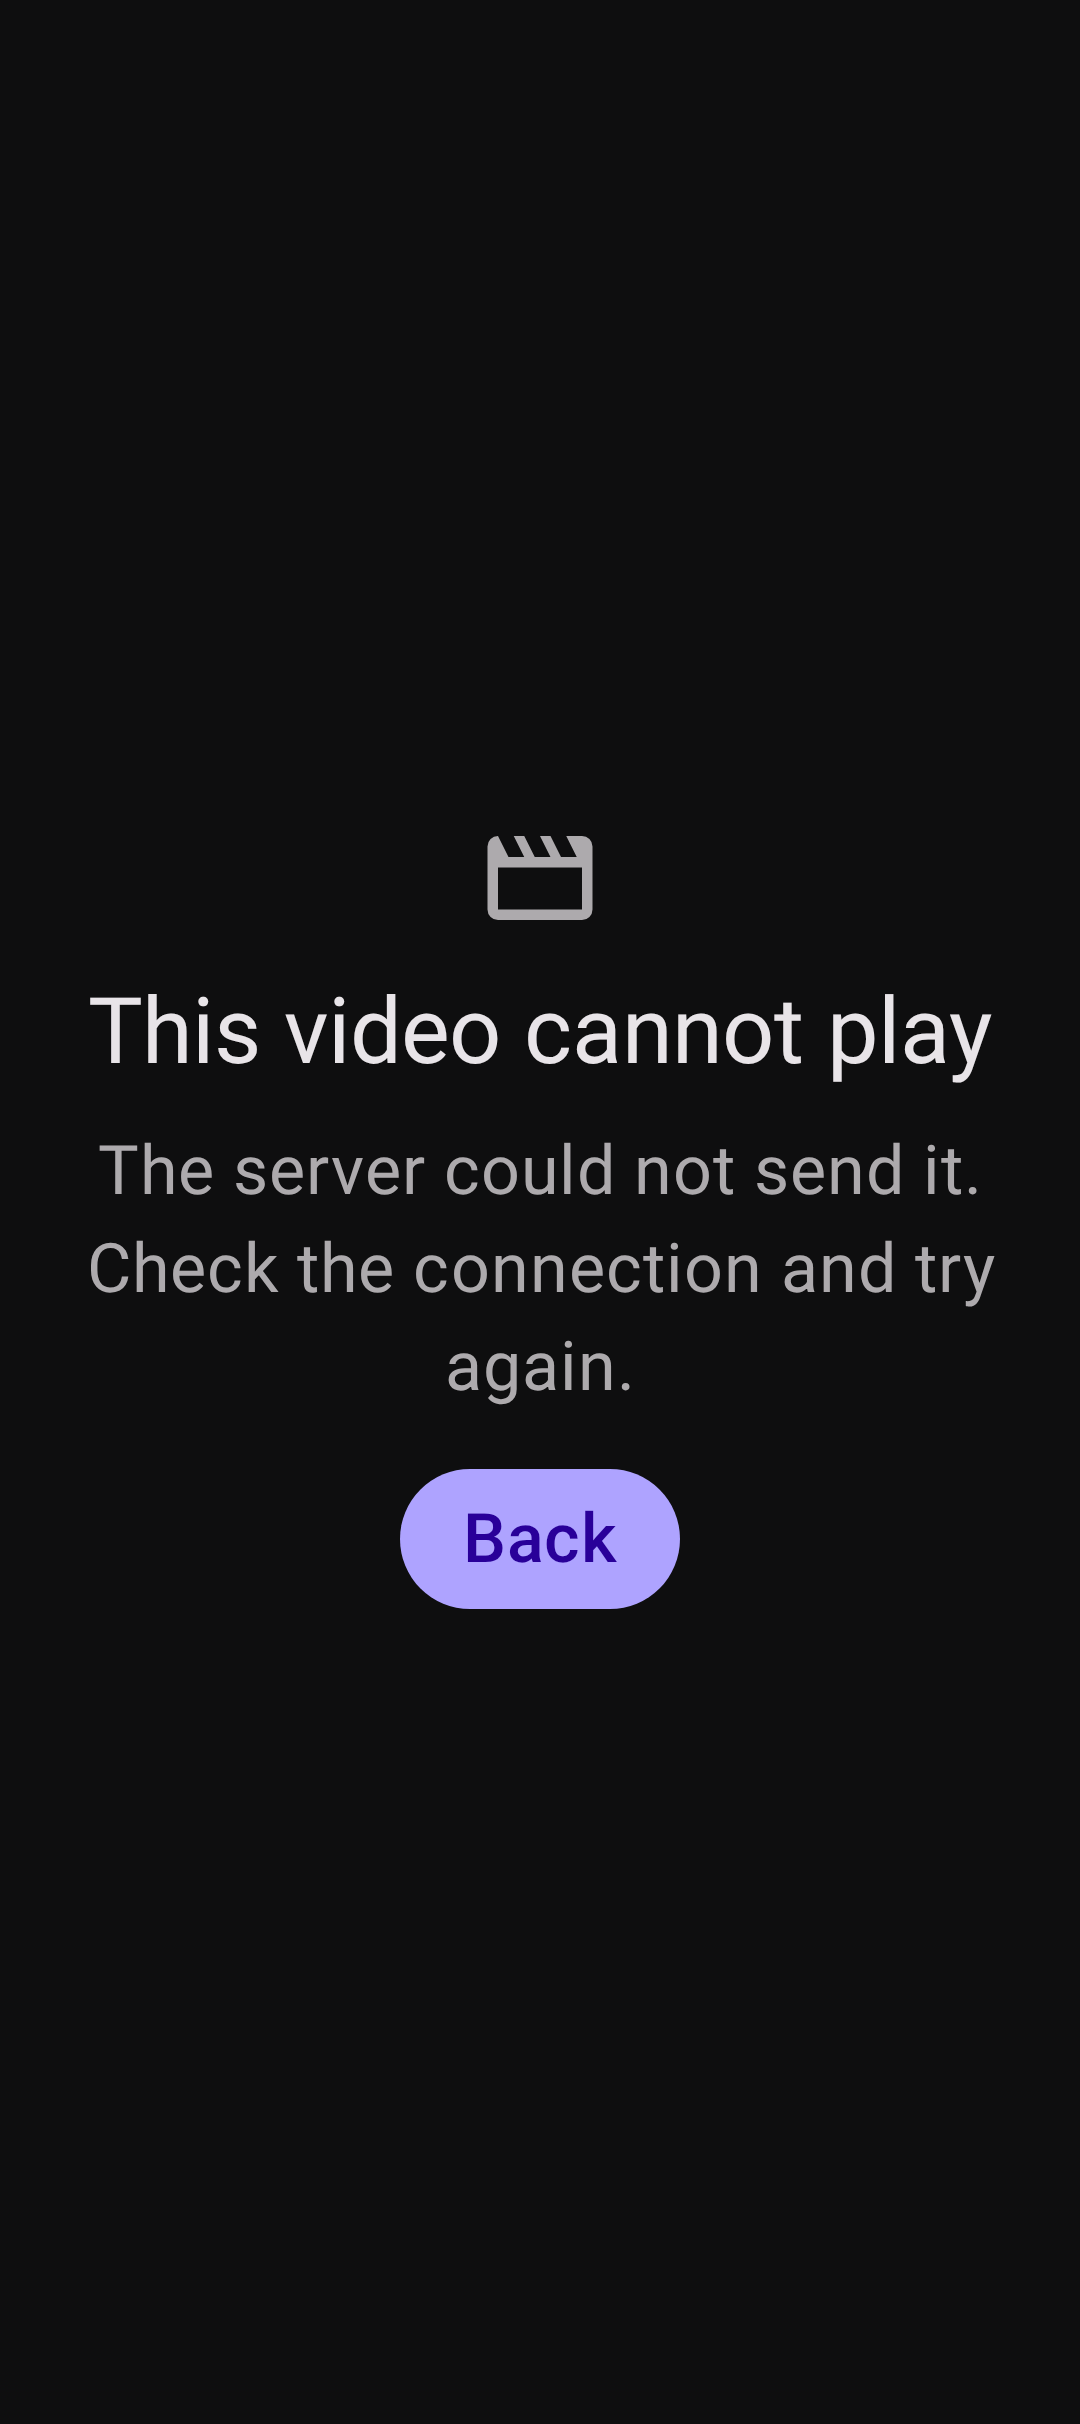 This video cannot play
The server could not send it.
Check the connection and try
again.
Back